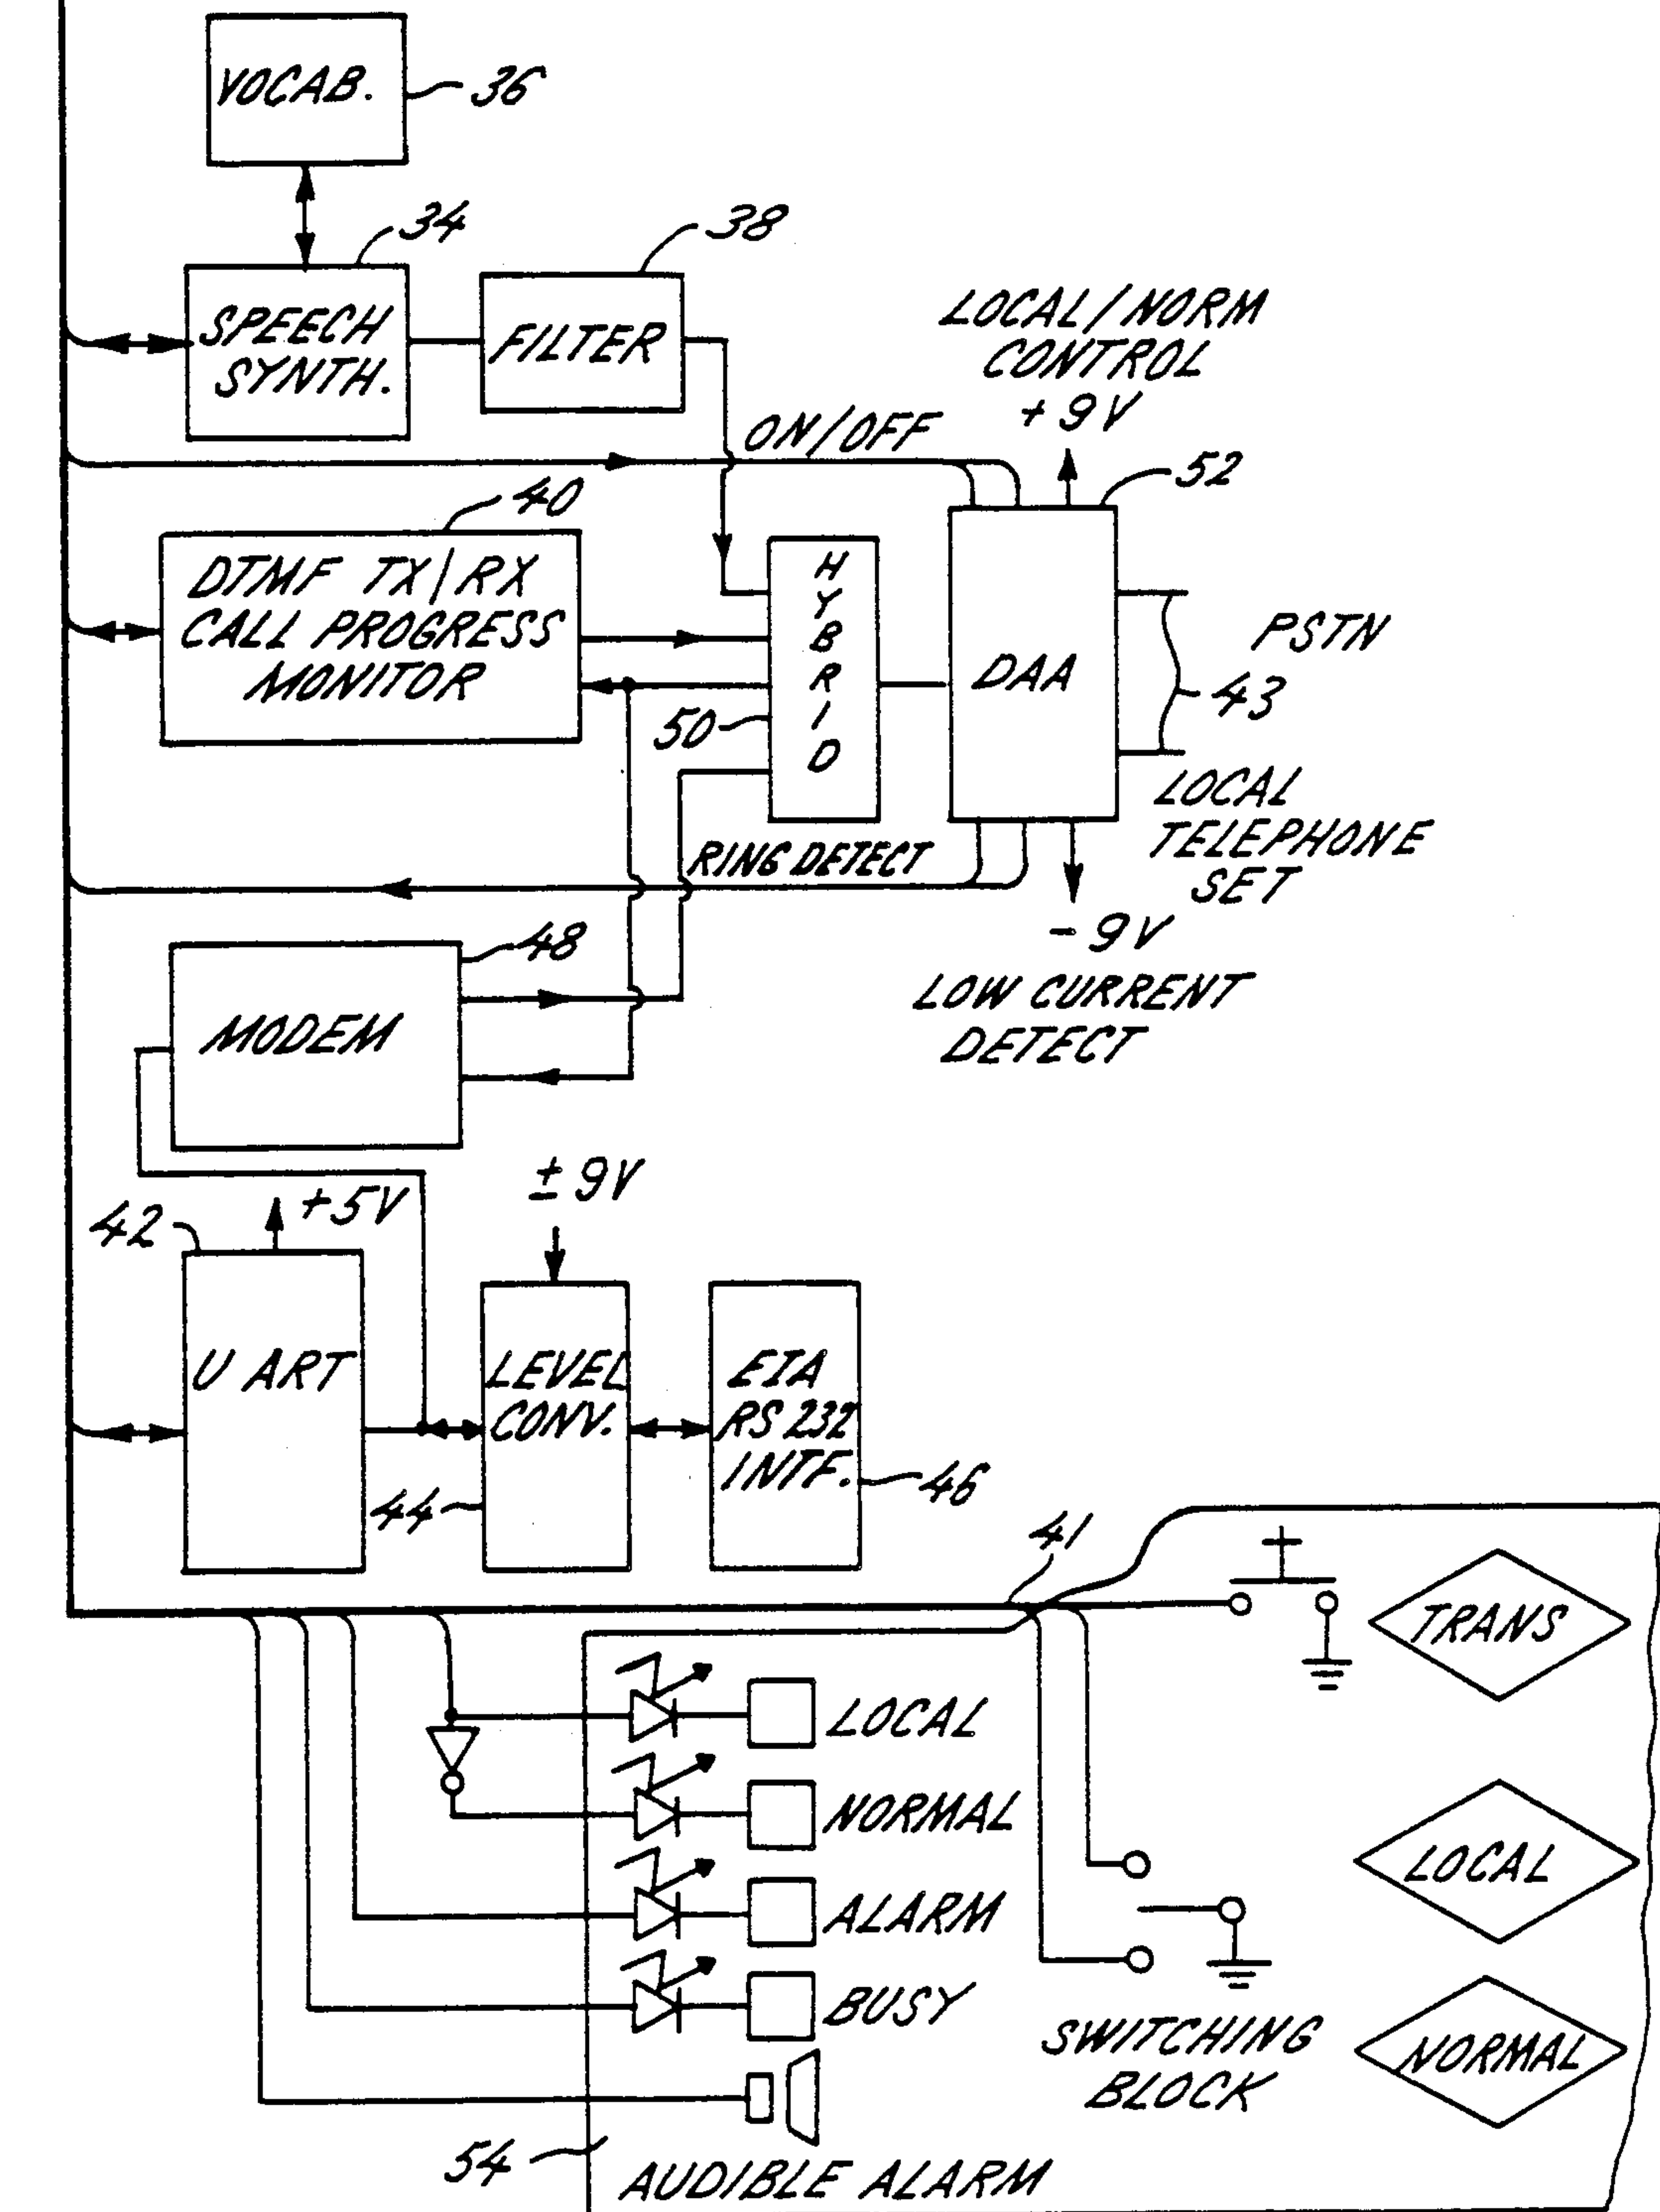 VOCAB.
36
34
38
SPEECH
SYNTH.
FILTER
LOCAL/NORM
CONTROL
+9V
ON/OFF
52
40
DTMF TX/RX
CALL PROGRESS
MONITOR
HYBRID
50
DAA
PSTN
43
LOCAL
TELEPHONE
SET
RING DETECT
-9V
LOW CURRENT
DETECT
48
MODEM
±9V
+5V
42
U ART
LEVEL
CONV.
44
EIA
RS 232
INTF.
46
41
TRANS
LOCAL
NORMAL
ALARM
BUSY
LOCAL
SWITCHING
BLOCK
NORMAL
54
AUDIBLE ALARM